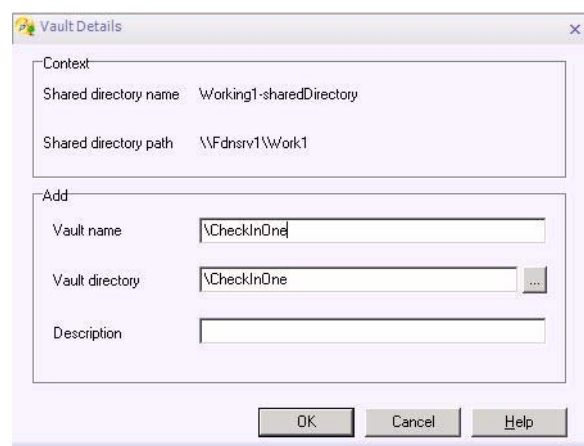 Vault Details
Context
Shared directory name Working1-sharedDirectory
Shared directory path \\Fdnsrv1\Work1
Add
Vault name \CheckInOne
Vault directory \CheckInOne ...
Description
OK Cancel Help